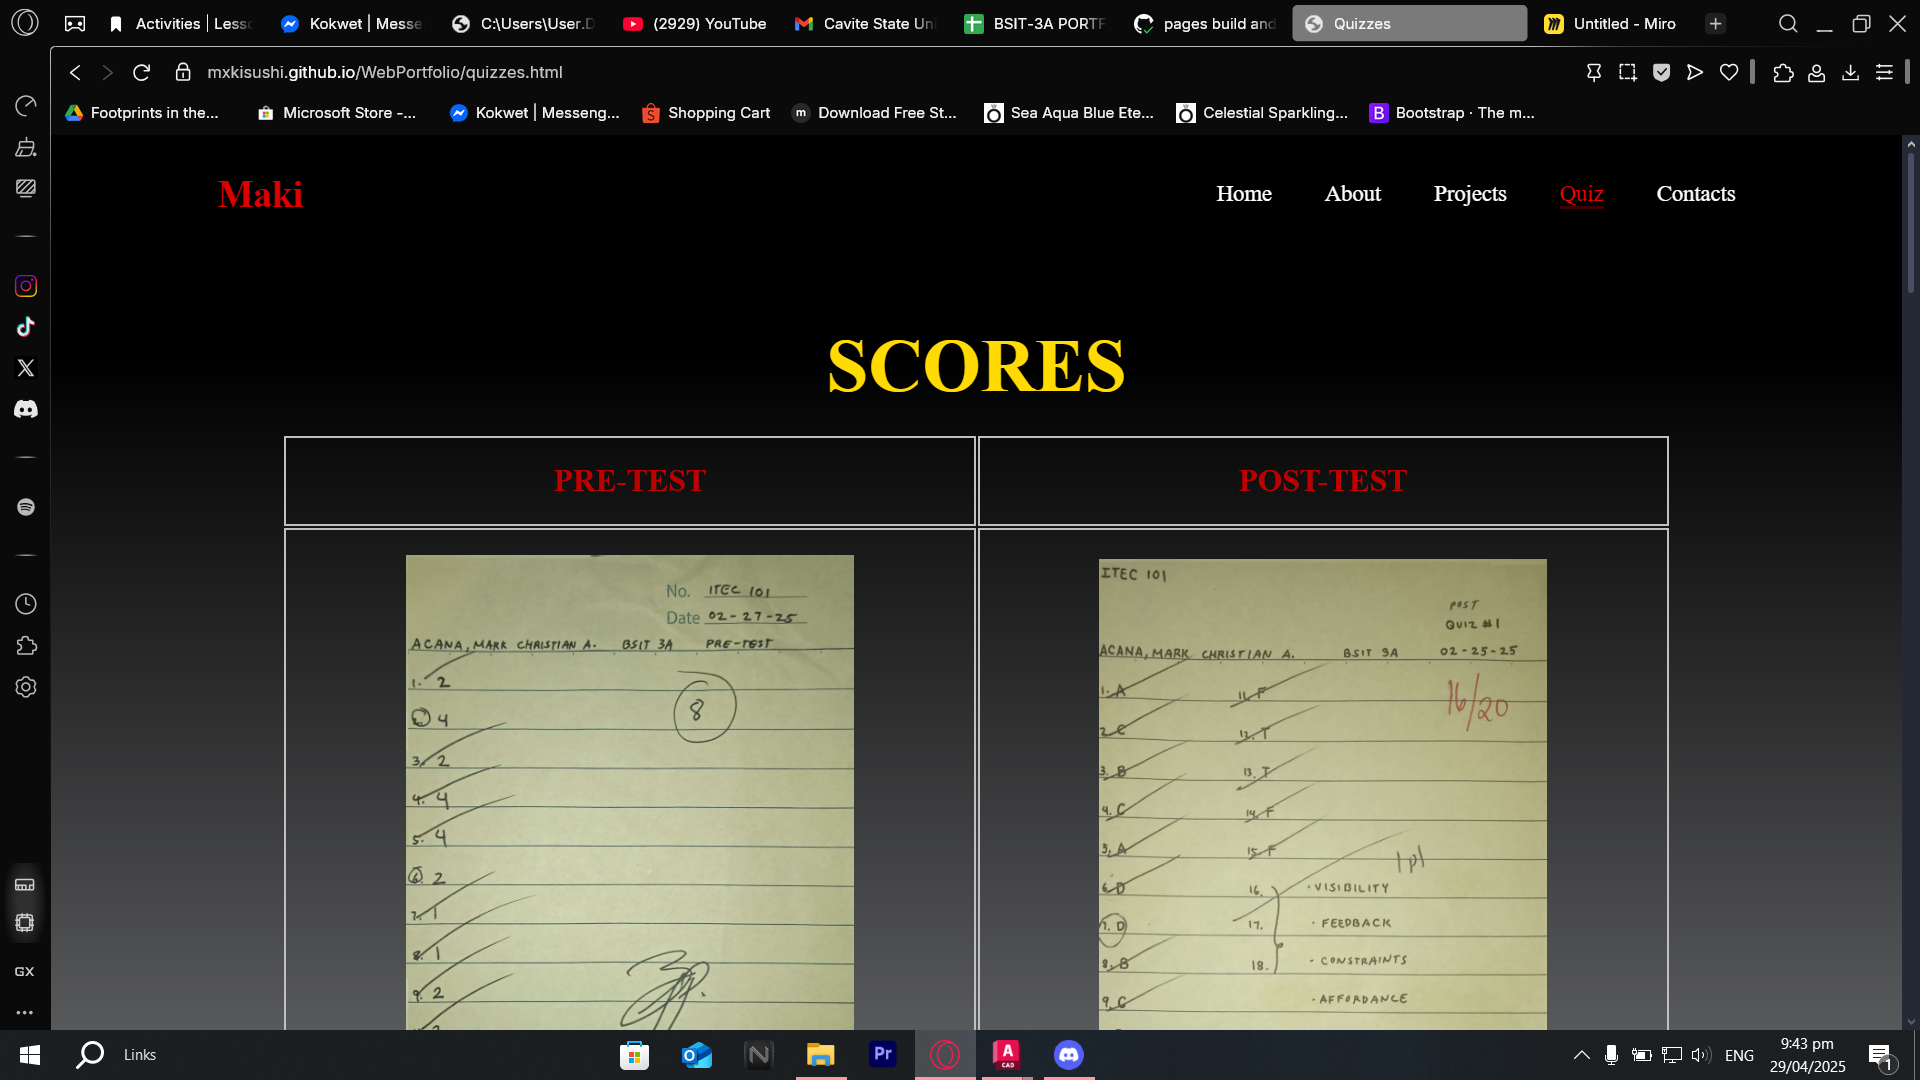 Activities | Less
Kokwet | Messe
C:\Users\User.D
(2929) YouTube
Cavite State Un
BSIT-3A PORTF
pages build and
Quizzes
Untitled - Miro
mxkisushi.github.io/WebPortfolio/quizzes.html
Footprints in the...
Microsoft Store -...
Kokwet | Messeng...
Shopping Cart
Download Free St...
Sea Aqua Blue Ete...
Celestial Sparkling...
Bootstrap · The m...
Maki
Home
About
Projects
Quiz
Contacts
SCORES
PRE-TEST
POST-TEST
No. ITEC 101
Date 02-27-25
ACANA, MARK CHRISTIAN A. BSIT 3A PRE-TEST
8
1. 2
2. 4
3. 2
4. 4
5. 4
6. 2
7. 1
8. 1
9. 2
ITEC 101
POST
QUIZ #1
ACANA, MARK CHRISTIAN A. BSIT 3A 02-25-25
16/20
1. A 11. F
2. C 12. T
3. B 13. T
4. C 14. F
5. A 15. F
1pt
6. D 16. · VISIBILITY
7. D 17. · FEEDBACK
8. B 18. · CONSTRAINTS
9. C · AFFORDANCE
GX
Links
Pr
A
CAD
ENG
9:43 pm
29/04/2025
1